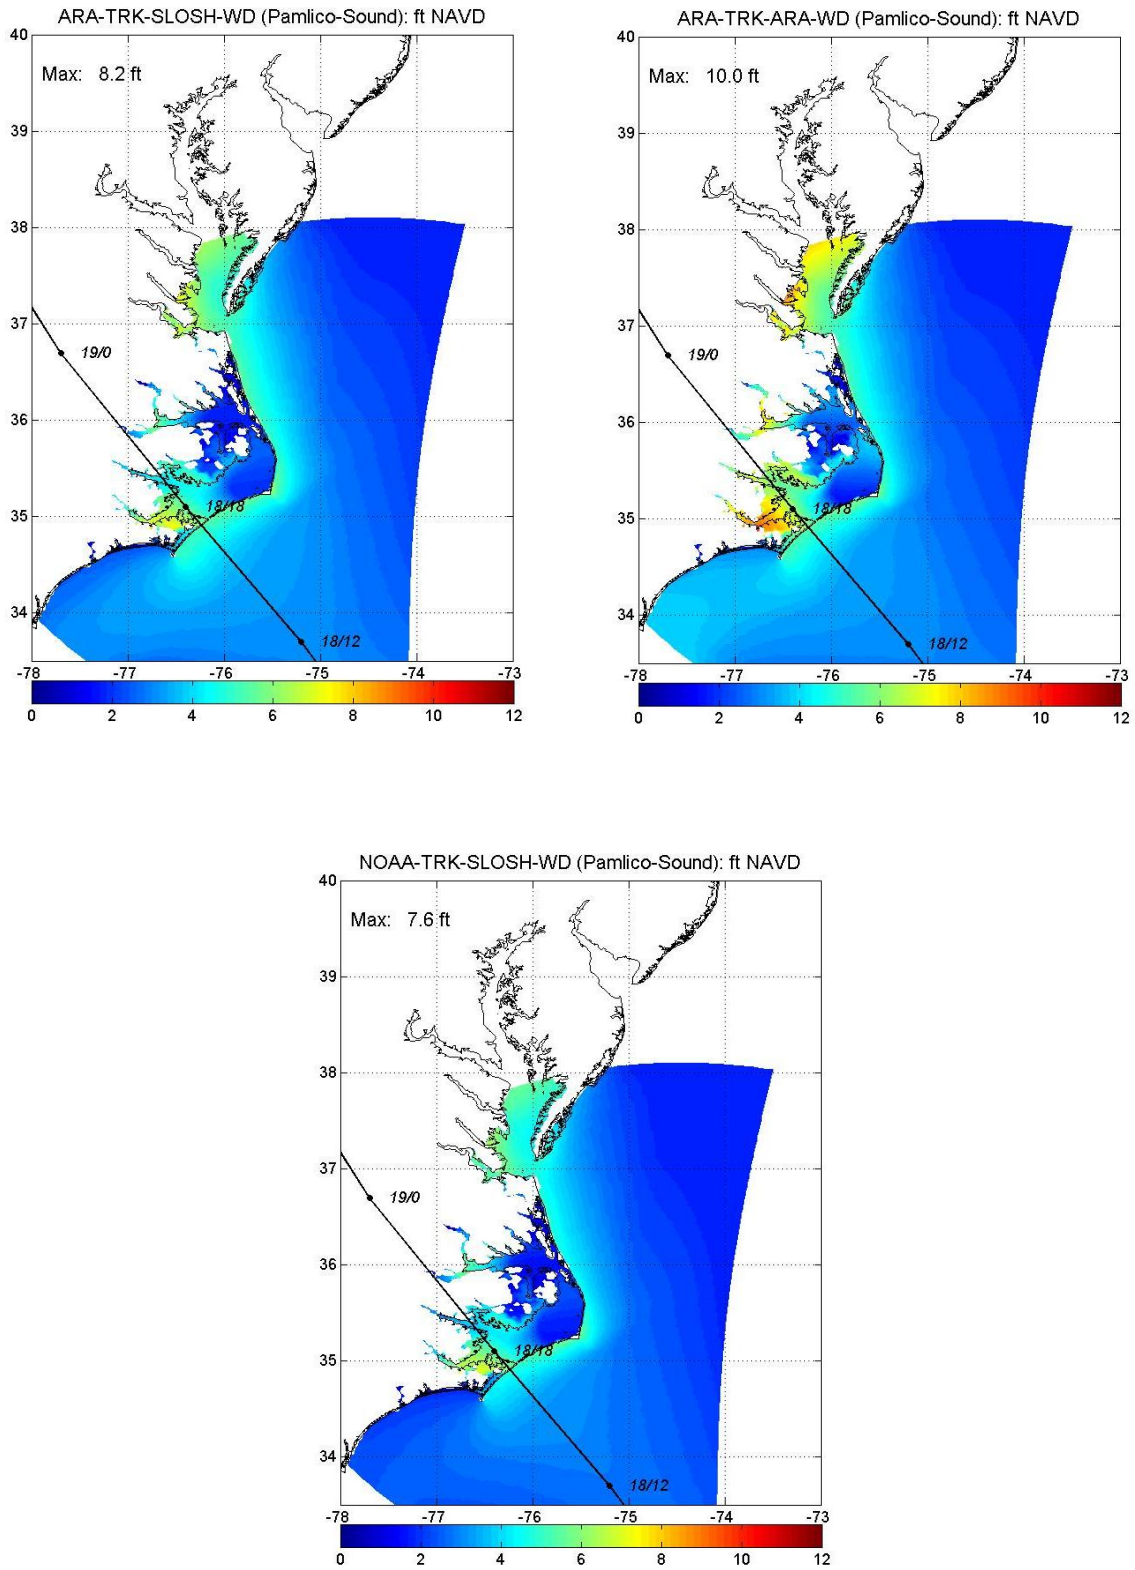 ARA-TRK-SLOSH-WD (Pamlico-Sound): ft NAVD
40
Max: 8.2 ft
39
38
37
19/0
36
18/18
35
34
18/12
-78 -77 -76 -75 -74 -73
0 2 4 6 8 10 12
ARA-TRK-ARA-WD (Pamlico-Sound): ft NAVD
40
Max: 10.0 ft
39
38
37
19/0
36
18/18
35
34
18/12
-78 -77 -76 -75 -74 -73
0 2 4 6 8 10 12
NOAA-TRK-SLOSH-WD (Pamlico-Sound): ft NAVD
40
Max: 7.6 ft
39
38
37
19/0
36
18/18
35
34
18/12
-78 -77 -76 -75 -74 -73
0 2 4 6 8 10 12